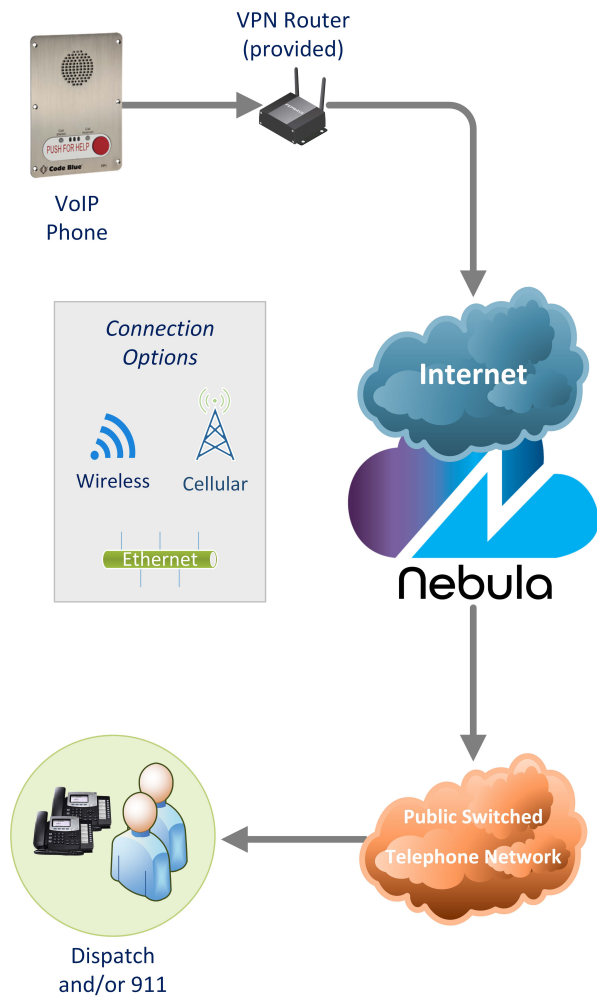 VPN Router
(provided)
PUSH FOR HELP
Code Blue
VoIP
Phone
Connection
Options
Internet
Wireless
Cellular
Ethernet
Nebula
Public Switched
Telephone Network
Dispatch
and/or 911